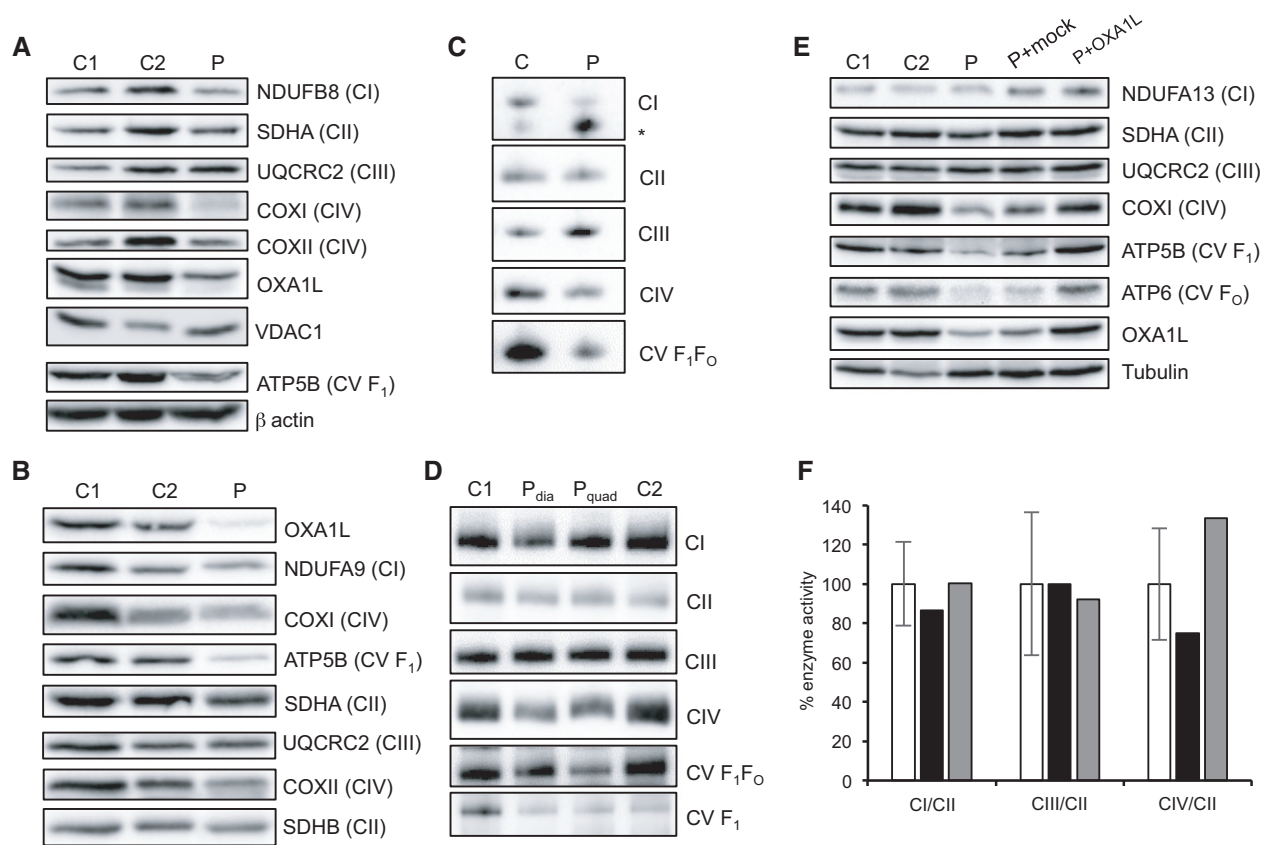 A
C1 C2 P
NDUFB8 (CI)
SDHA (CII)
UQCRC2 (CIII)
COXI (CIV)
COXII (CIV)
OXA1L
VDAC1
ATP5B (CV F1)
β actin
B
C1 C2 P
OXA1L
NDUFA9 (CI)
COXI (CIV)
ATP5B (CV F1)
SDHA (CII)
UQCRC2 (CIII)
COXII (CIV)
SDHB (CII)
C
C P
CI
*
CII
CIII
CIV
CV F1FO
D
C1 Pdia Pquad C2
CI
CII
CIII
CIV
CV F1FO
CV F1
E
C1 C2 P P+mock P+OXA1L
NDUFA13 (CI)
SDHA (CII)
UQCRC2 (CIII)
COXI (CIV)
ATP5B (CV F1)
ATP6 (CV FO)
OXA1L
Tubulin
F
% enzyme activity
140
120
100
80
60
40
20
0
CI/CII CIII/CII CIV/CII